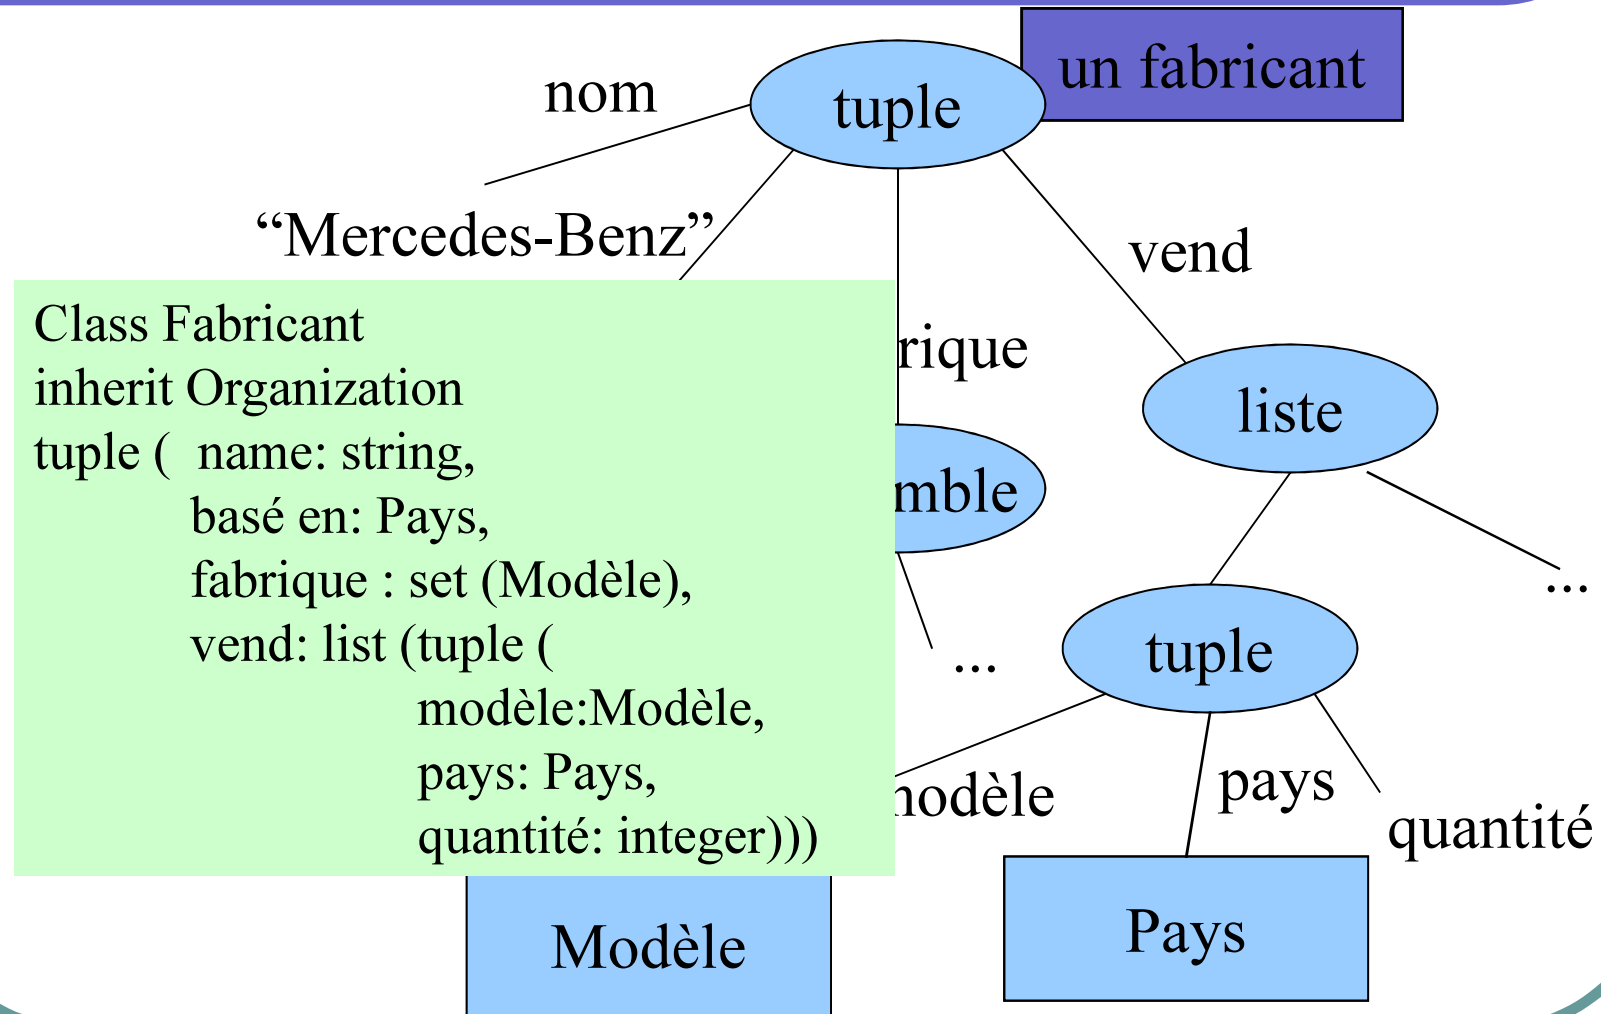 un fabricant
tuple
nom
“Mercedes-Benz”
vend
Class Fabricant
inherit Organization
tuple ( name: string,
basé en: Pays,
fabrique : set (Modèle),
vend: list (tuple (
modèle:Modèle,
pays: Pays,
quantité: integer)))
rique
liste
mble
...
...
tuple
modèle
pays
quantité
Modèle
Pays